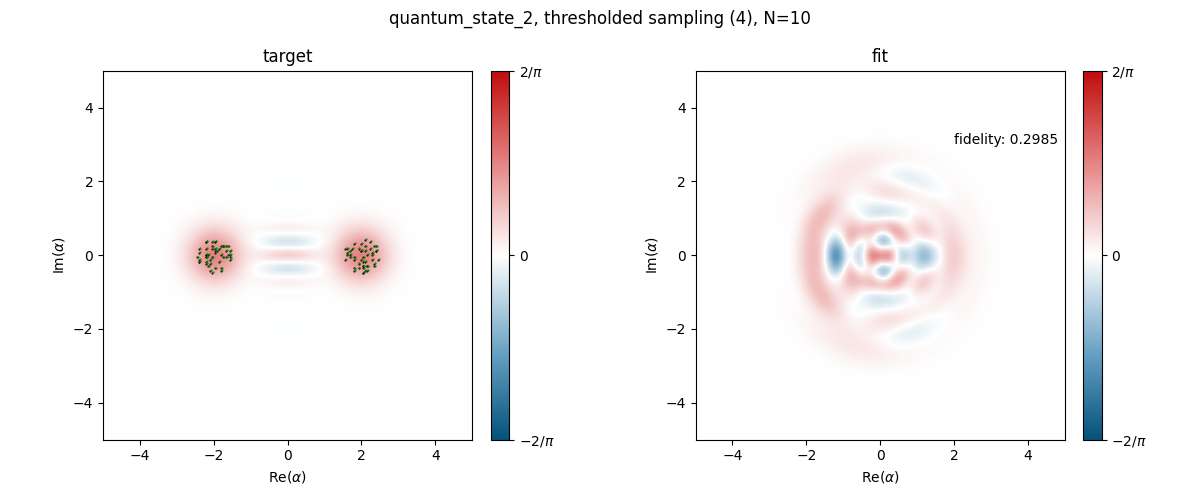 quantum_state_2, thresholded sampling (4), N=10
target
fit
fidelity: 0.2985
4
2
0
−2
−4
−4
−2
0
2
4
Im(α)
Re(α)
2/π
0
−2/π
4
2
0
−2
−4
−4
−2
0
2
4
Im(α)
Re(α)
2/π
0
−2/π